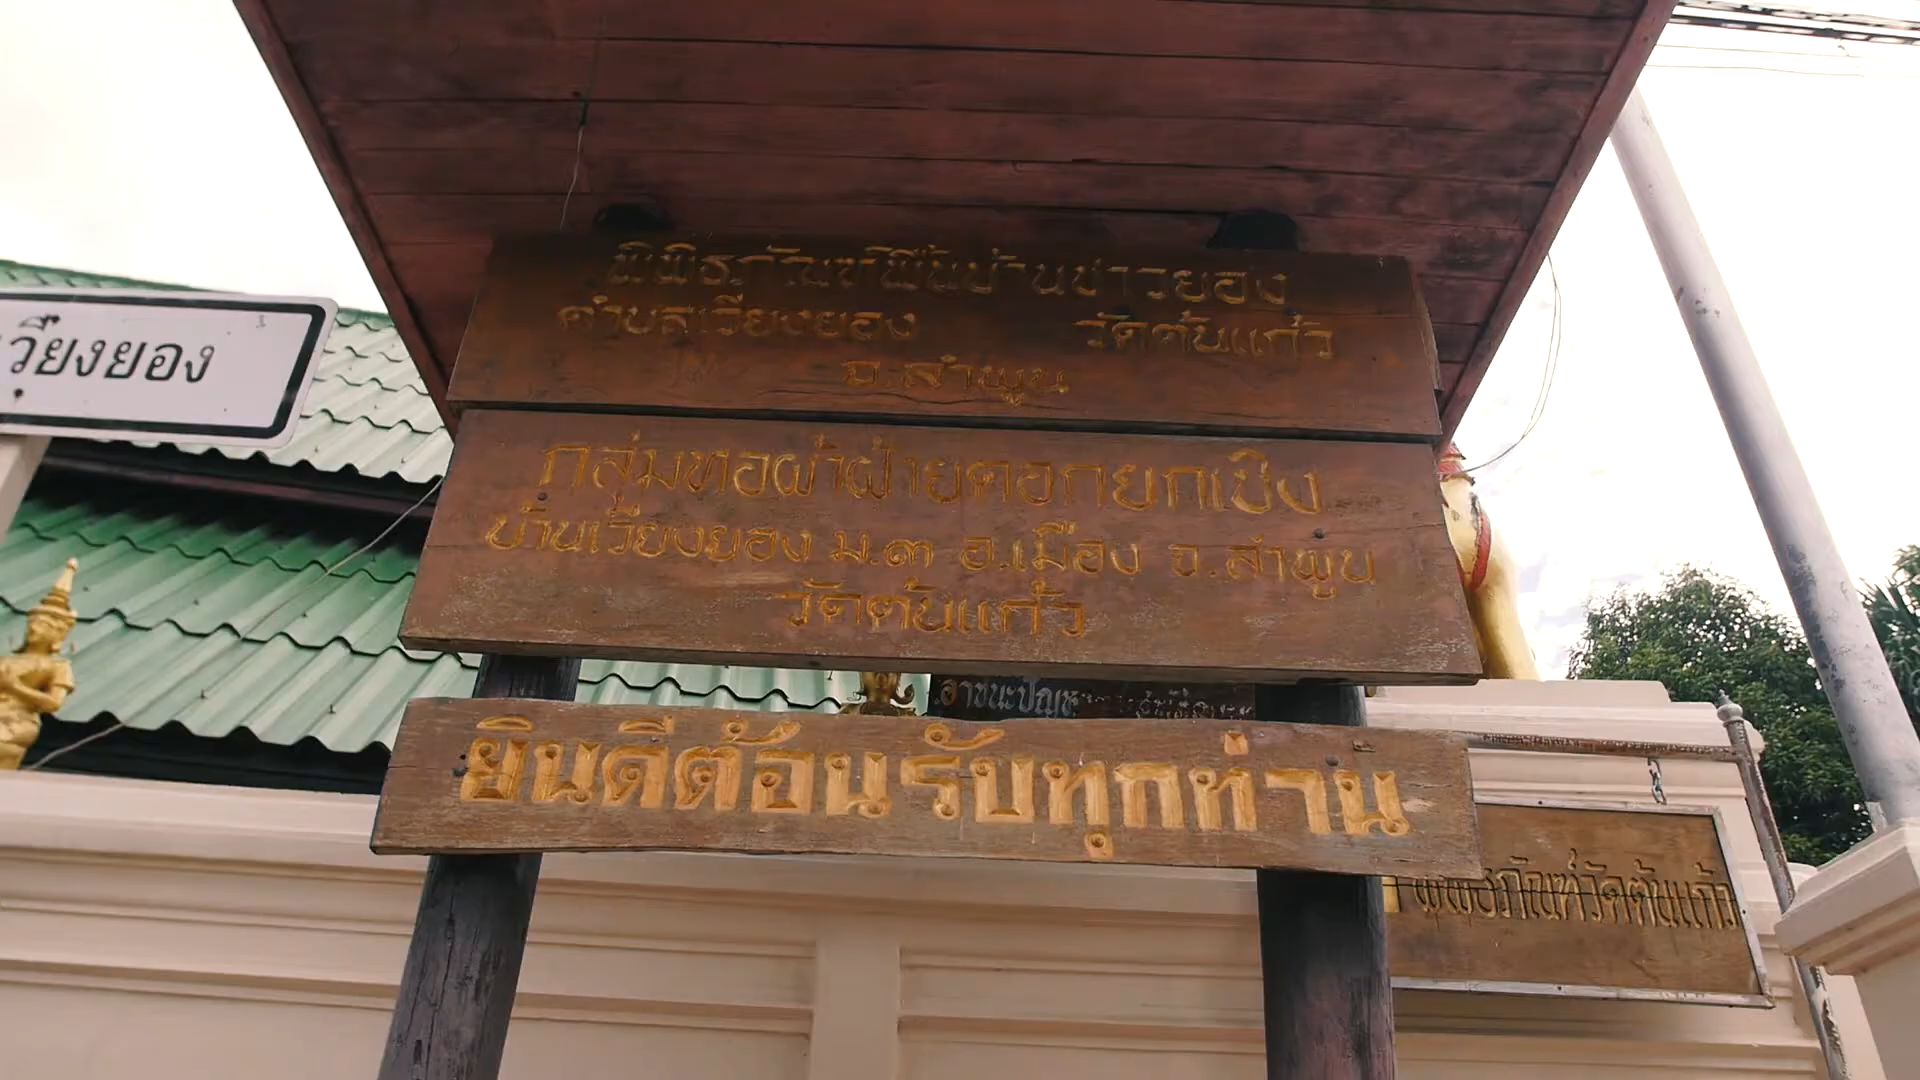 พิพิธภัณฑ์พื้นบ้านชาวยอง
ตำบลเวียงยอง วัดต้นแก้ว
จ.ลำพูน
กลุ่มทอผ้าฝ้ายดอกยกเบิง
บ้านเวียงยอง ม.๓ อ.เมือง จ.ลำพูน
วัดต้นแก้ว
ยินดีต้อนรับทุกท่าน
วียงยอง
พิพิธภัณฑ์วัดต้นแก้ว